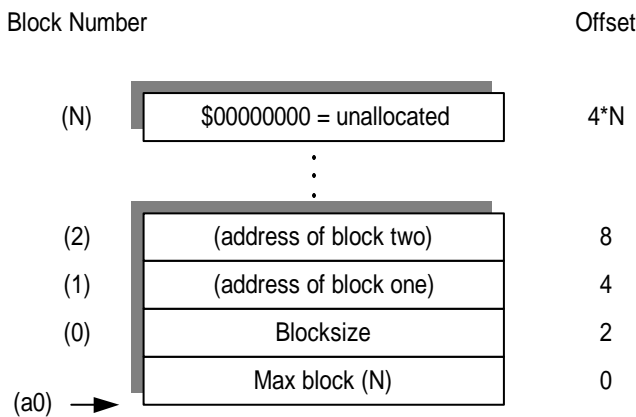 Block Number Offset
(N) $00000000 = unallocated 4*N
(2) (address of block two) 8
(1) (address of block one) 4
(0) Blocksize 2
Max block (N) 0
(a0)